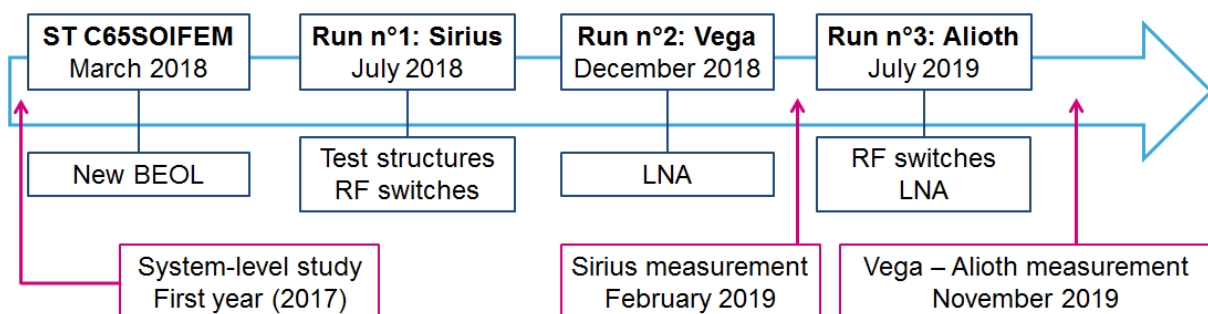 ST C65SOIFEM
March 2018
Run n°1: Sirius
July 2018
Run n°2: Vega
December 2018
Run n°3: Alioth
July 2019
New BEOL
Test structures
RF switches
LNA
RF switches
LNA
System-level study
First year (2017)
Sirius measurement
February 2019
Vega – Alioth measurement
November 2019